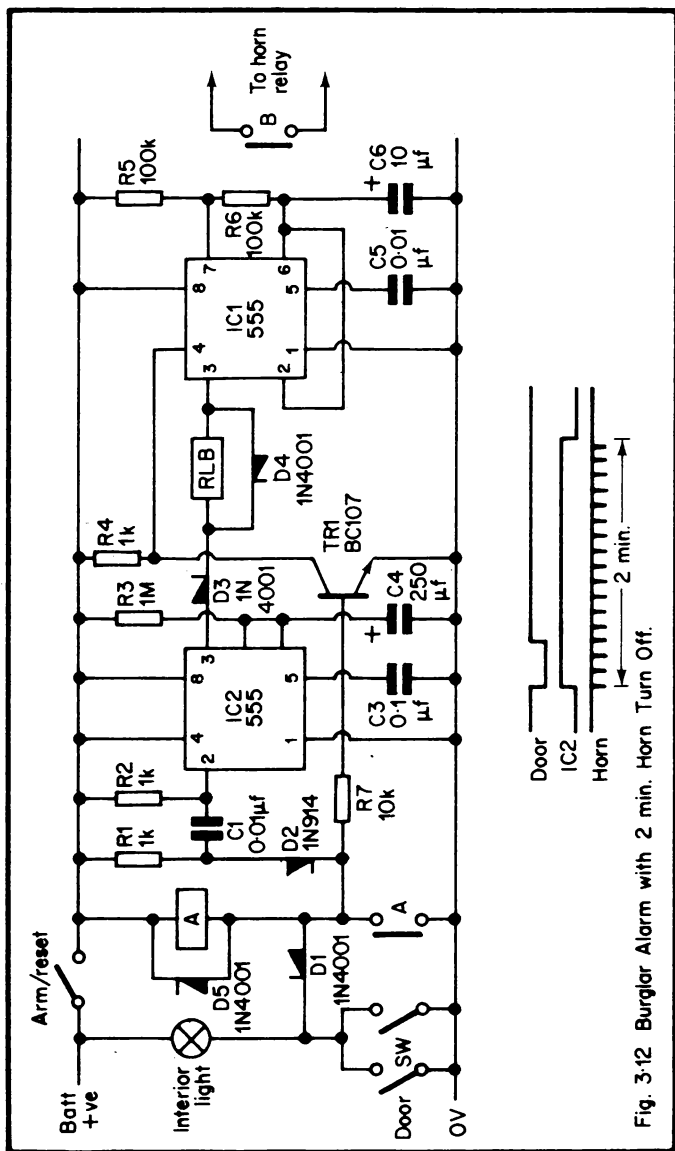 Batt
+ve
Arm/reset
Interior
light
Door
SW
0V
D5
1N4001
A
D1
1N4001
A
R1
1k
R2
1k
C1
0·01µf
D2
1N914
R7
10k
IC2
555
4
8
2
3
1
5
C3
0·1
µf
R3
1M
R4
1k
D3
1N
4001
C4
250
µf
+
TR1
BC107
RLB
D4
1N4001
IC1
555
4
8
3
7
2
6
1
5
R5
100k
R6
100k
C5
0·01
µf
C6
10
µf
+
B
To horn
relay
Door
IC2
Horn
2 min.
Fig. 3·12 Burglar Alarm with 2 min. Horn Turn Off.